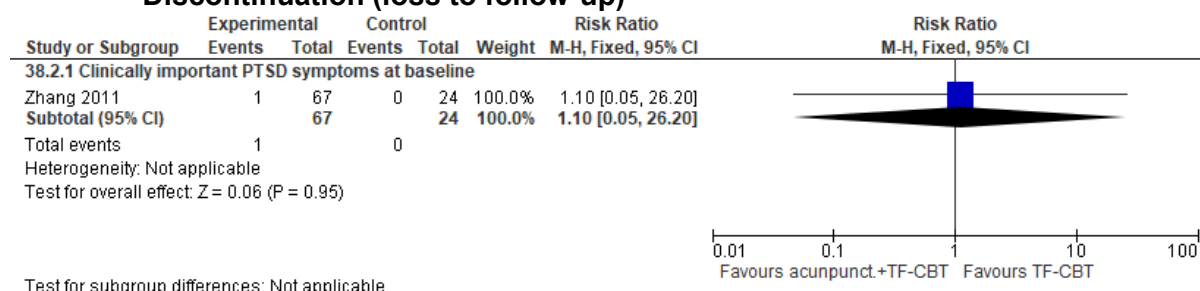 Discontinuation (loss to follow-up)
Experimental Control Risk Ratio Risk Ratio
Study or Subgroup Events Total Events Total Weight M-H, Fixed, 95% CI M-H, Fixed, 95% CI
38.2.1 Clinically important PTSD symptoms at baseline
Zhang 2011 1 67 0 24 100.0% 1.10 [0.05, 26.20]
Subtotal (95% CI) 67 24 100.0% 1.10 [0.05, 26.20]
Total events 1 0
Heterogeneity: Not applicable
Test for overall effect: Z = 0.06 (P = 0.95)
0.01 0.1 1 10 100
Favours acunpunct.+TF-CBT Favours TF-CBT
Test for subgroup differences: Not applicable